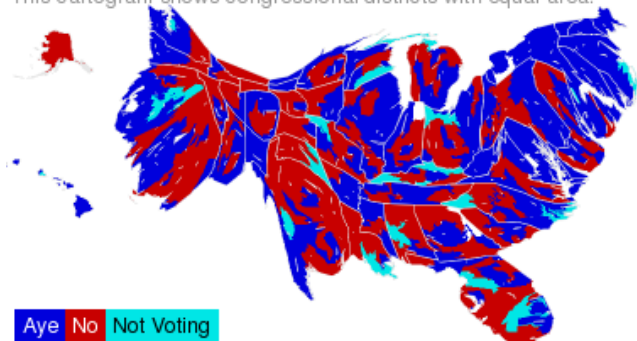 This cartogram shows congressional districts with equal area.
Aye No Not Voting